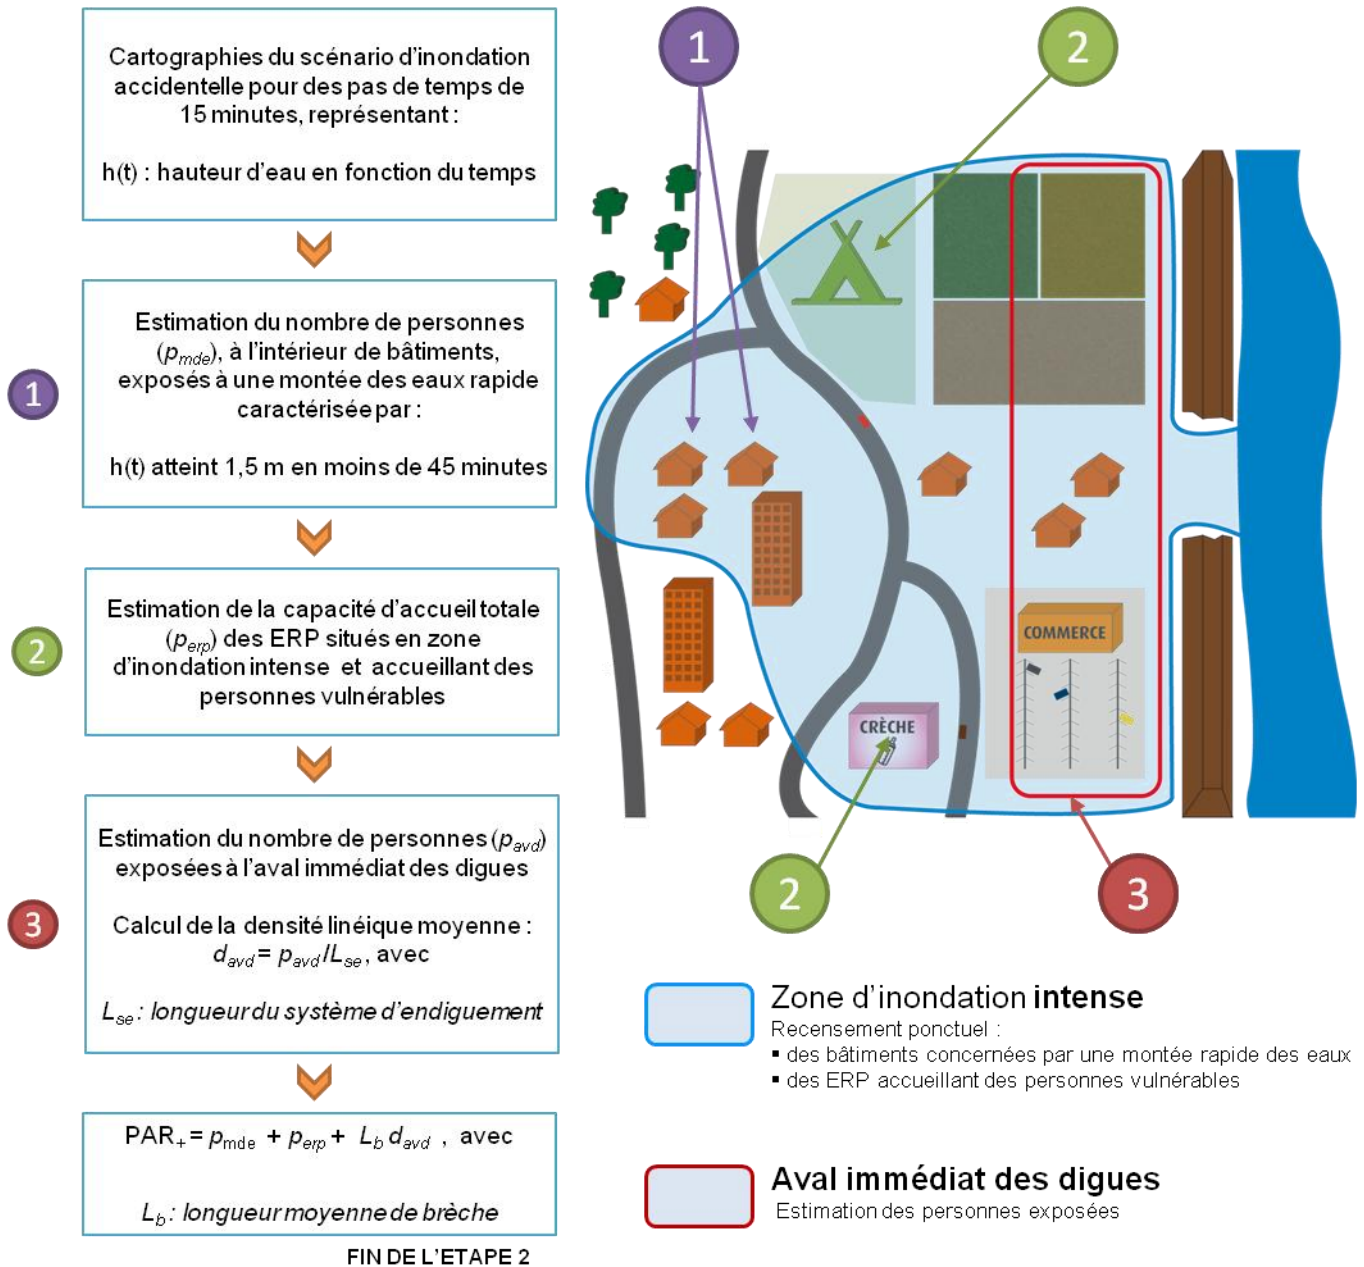 Cartographies du scénario d'inondation
accidentelle pour des pas de temps de
15 minutes, représentant :
h(t) : hauteur d'eau en fonction du temps
1
Estimation du nombre de personnes
(pmde), à l'intérieur de bâtiments,
exposés à une montée des eaux rapide
caractérisée par :
h(t) atteint 1,5 m en moins de 45 minutes
2
Estimation de la capacité d'accueil totale
(perp) des ERP situés en zone
d'inondation intense et accueillant des
personnes vulnérables
3
Estimation du nombre de personnes (pavd)
exposées à l'aval immédiat des digues
Calcul de la densité linéique moyenne :
davd = pavd/Lse, avec
Lse : longueur du système d'endiguement
PAR+ = pmde + perp + Lb davd , avec
Lb : longueur moyenne de brèche
FIN DE L'ETAPE 2
1
2
COMMERCE
CRÈCHE
2
3
Zone d'inondation intense
Recensement ponctuel :
▪ des bâtiments concernées par une montée rapide des eaux
▪ des ERP accueillant des personnes vulnérables
Aval immédiat des digues
Estimation des personnes exposées